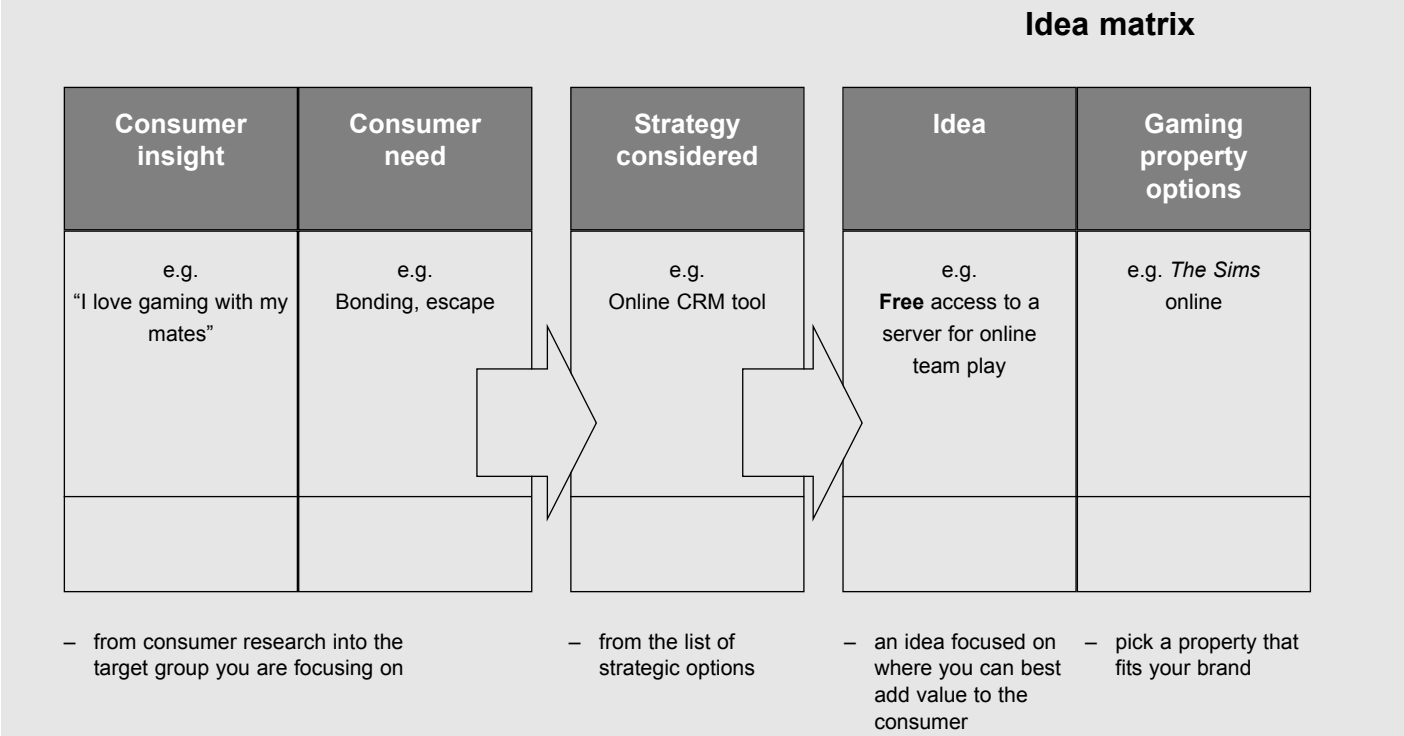 Idea matrix
Consumer
insight
Consumer
need
Strategy
considered
Idea
Gaming
property
options
e.g.
“I love gaming with my
mates”
e.g.
Bonding, escape
e.g.
Online CRM tool
e.g.
Free access to a
server for online
team play
e.g. The Sims
online
– from consumer research into the
target group you are focusing on
– from the list of
strategic options
– an idea focused on
where you can best
add value to the
consumer
– pick a property that
fits your brand